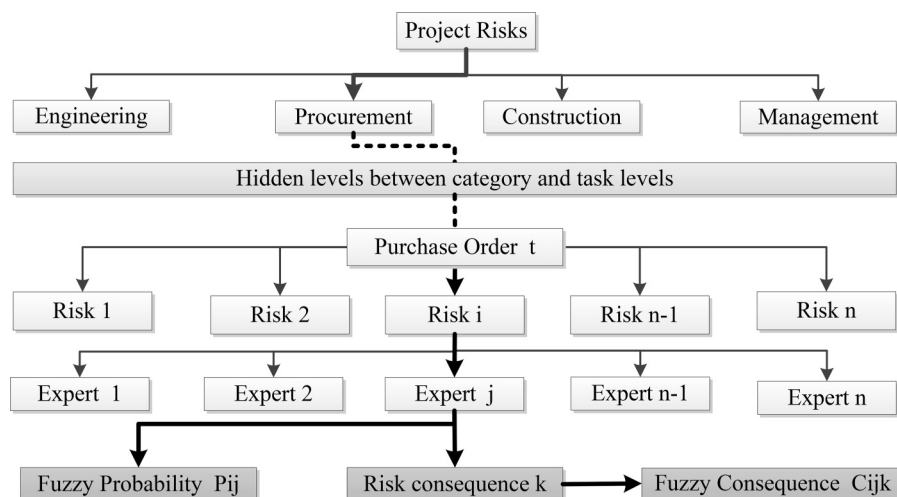 Project Risks
Engineering
Procurement
Construction
Management
Hidden levels between category and task levels
Purchase Order t
Risk 1
Risk 2
Risk i
Risk n-1
Risk n
Expert 1
Expert 2
Expert j
Expert n-1
Expert n
Fuzzy Probability Pij
Risk consequence k
Fuzzy Consequence Cijk